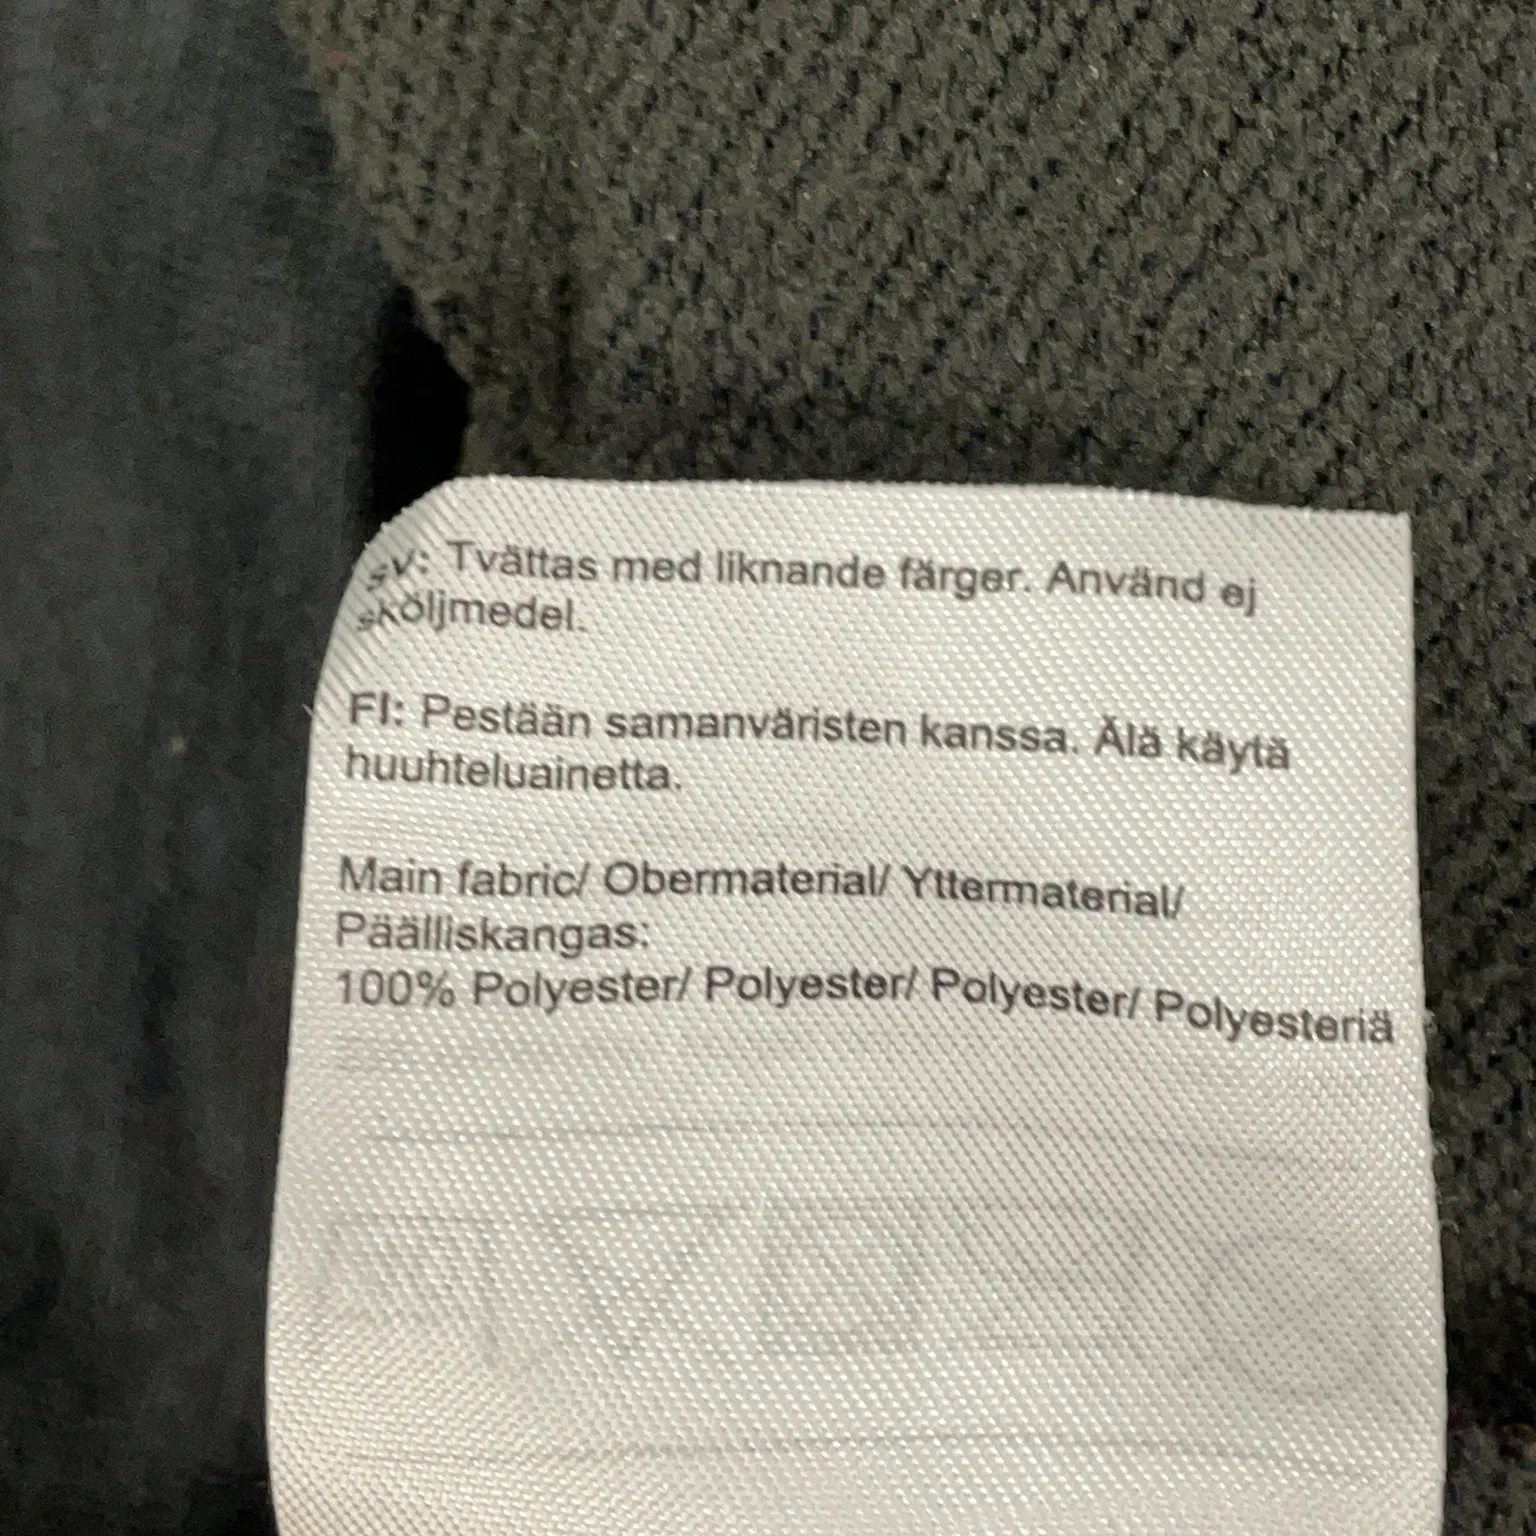 SV: Tvättas med liknande färger. Använd ej
sköljmedel.
FI: Pestään samanväristen kanssa. Älä käytä
huuhteluainetta.
Main fabric/ Obermaterial/ Yttermaterial/
Päälliskangas:
100% Polyester/ Polyester/ Polyester/ Polyesteriä